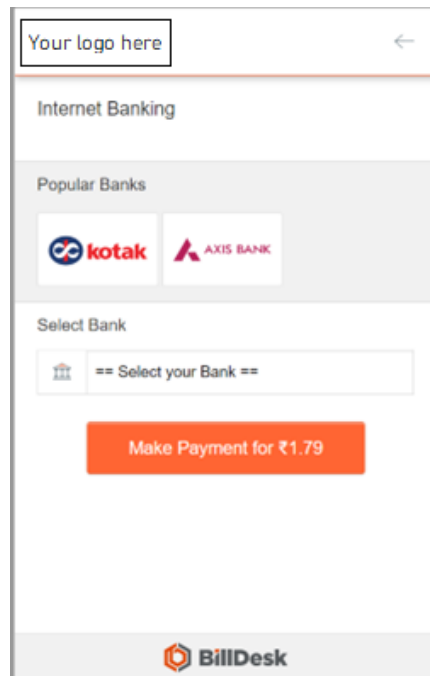 Your logo here
←
Internet Banking
Popular Banks
kotak AXIS BANK
Select Bank
== Select your Bank ==
Make Payment for ₹1.79
BillDesk